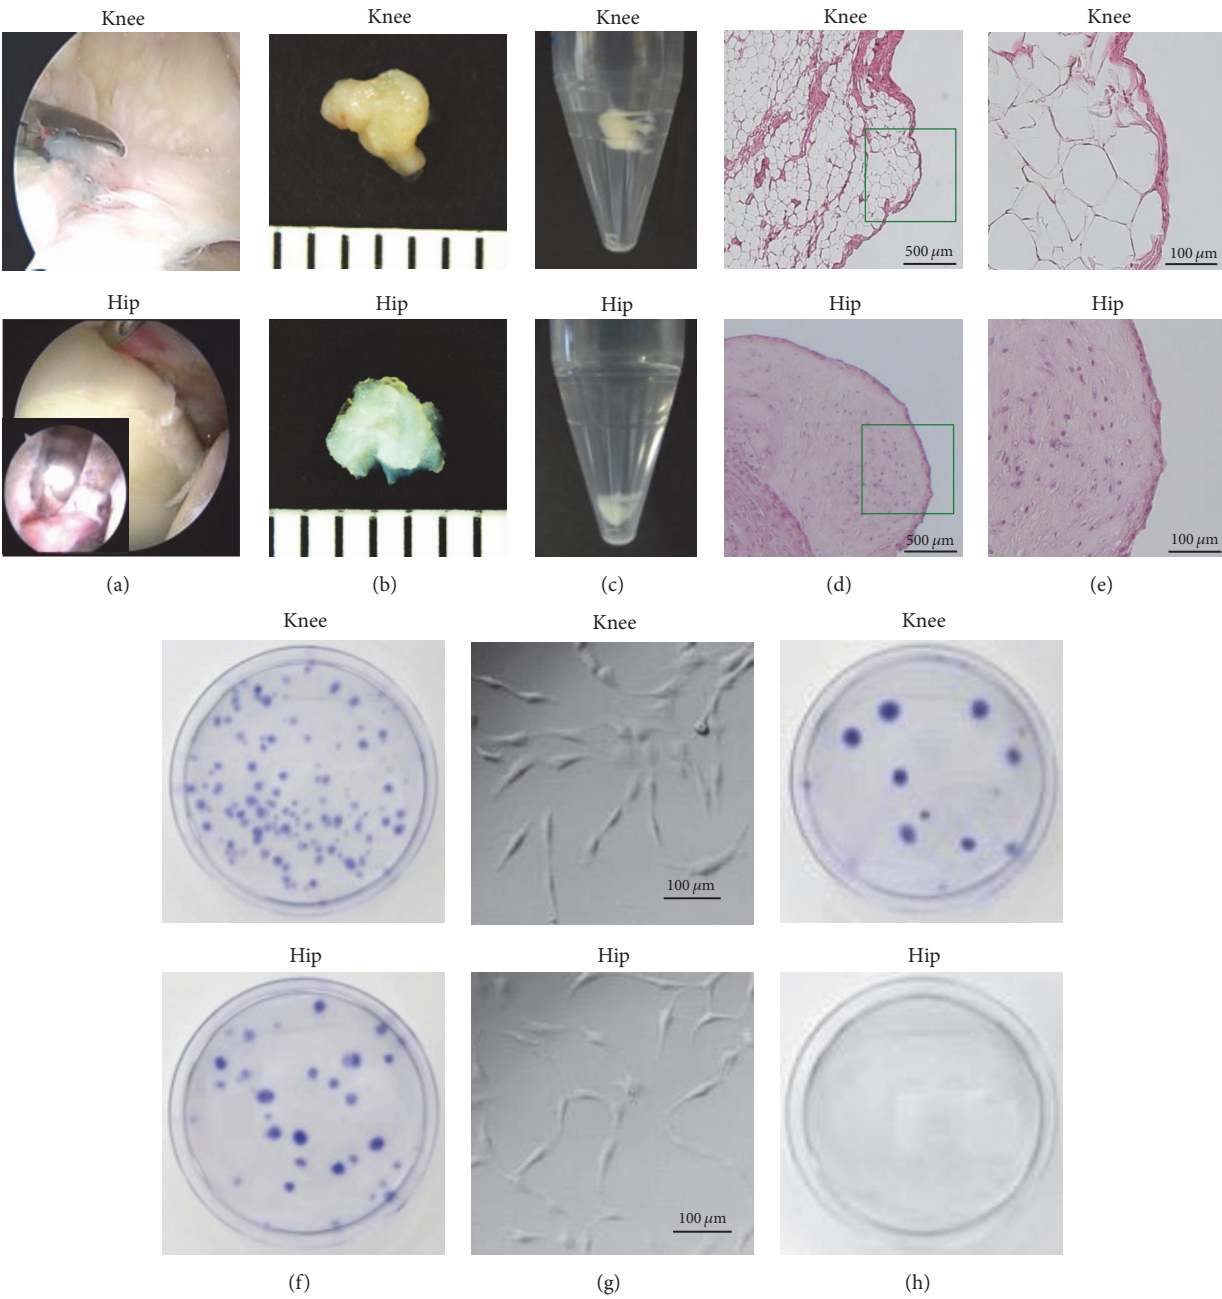 Knee
Knee
Knee
Knee
Knee
500 μm
100 μm
Hip
Hip
Hip
Hip
Hip
500 μm
100 μm
(a)
(b)
(c)
(d)
(e)
Knee
Knee
Knee
100 μm
Hip
Hip
Hip
100 μm
(f)
(g)
(h)